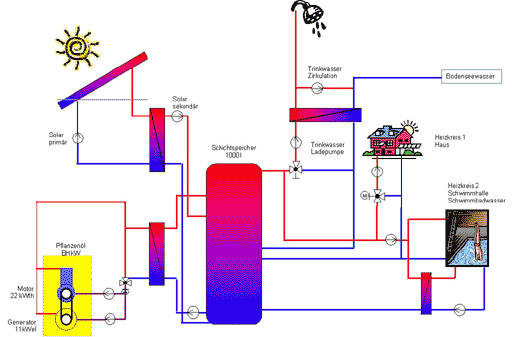 Trinkwasser
Zirkulation
Bodenseewasser
Solar
sekundär
Solar
primär
Schichtspeicher
1000 l
Trinkwasser
Ladepumpe
Heizkreis 1
Haus
M
Heizkreis 2
Schwimmhalle
Schwimmbadwasser
Pflanzenöl
BHKW
Motor
22 kWth
Generator
11kWel